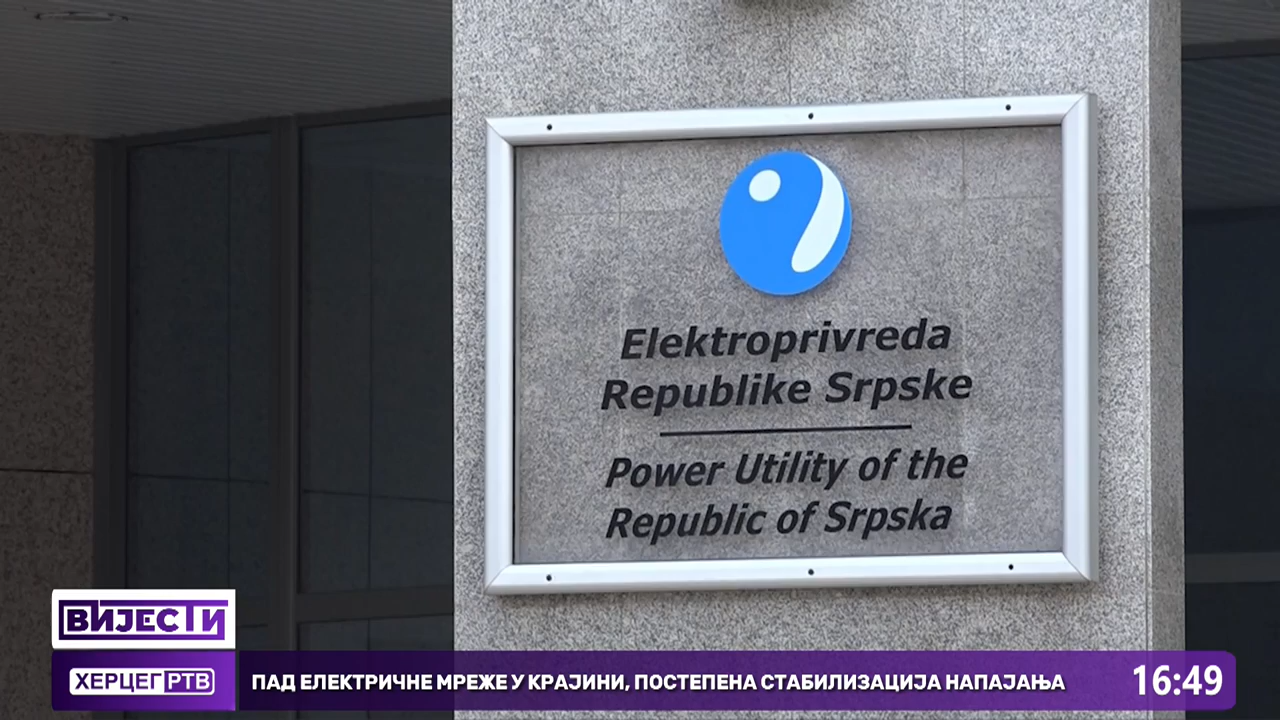 Elektroprivreda
Republike Srpske
Power Utility of the
Republic of Srpska
ВИЈЕСТИ
ХЕРЦЕГ РТВ
ПАД ЕЛЕКТРИЧНЕ МРЕЖЕ У КРАЈИНИ, ПОСТЕПЕНА СТАБИЛИЗАЦИЈА НАПАЈАЊА
16:49